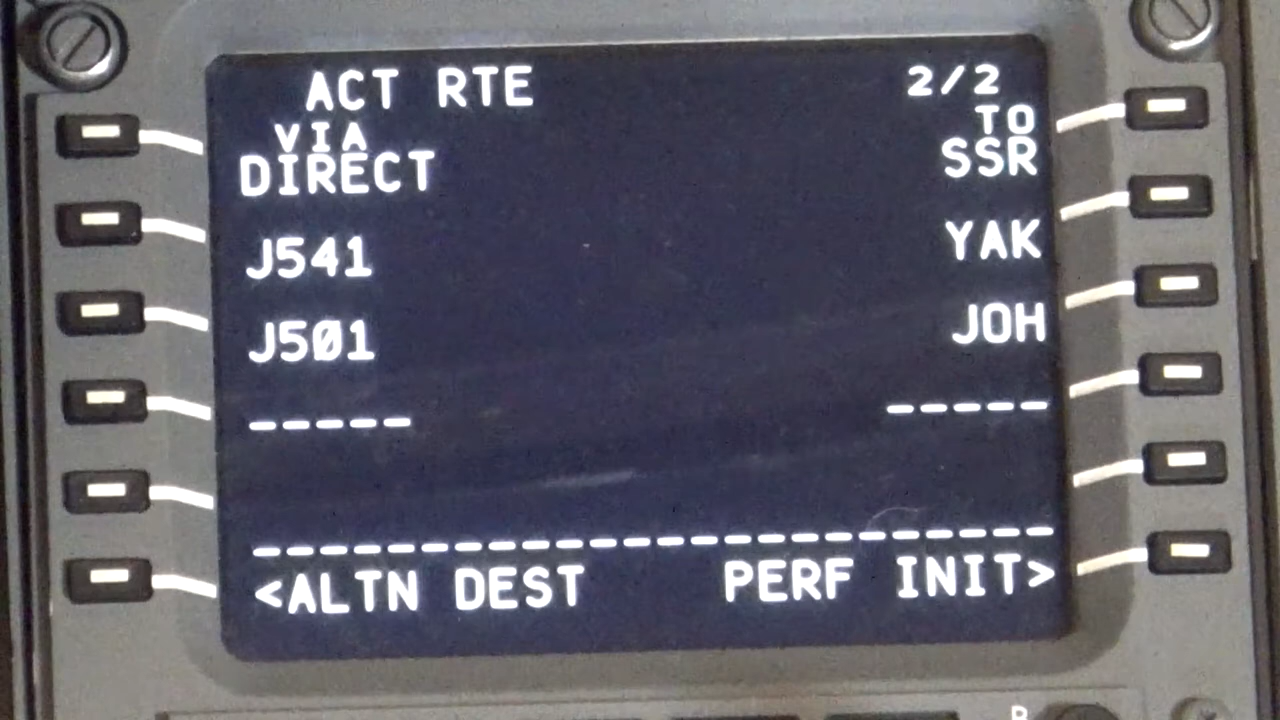 ACT RTE 2/2
VIA TO
DIRECT SSR
J541 YAK
J501 JOH
----- -----
------------------------
<ALTN DEST PERF INIT>
B